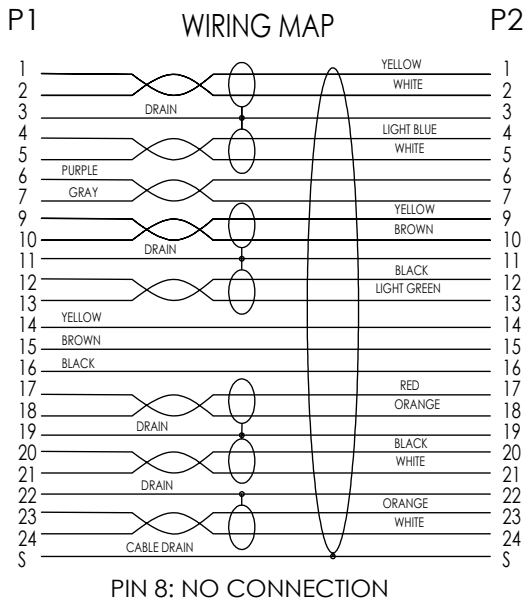 P1 WIRING MAP P2
1 YELLOW 1
2 WHITE 2
3 DRAIN 3
4 LIGHT BLUE 4
5 WHITE 5
6 PURPLE 6
7 GRAY 7
9 YELLOW 9
10 BROWN 10
11 DRAIN 11
12 BLACK 12
13 LIGHT GREEN 13
14 YELLOW 14
15 BROWN 15
16 BLACK 16
17 RED 17
18 ORANGE 18
19 DRAIN 19
20 BLACK 20
21 WHITE 21
22 DRAIN 22
23 ORANGE 23
24 WHITE 24
S CABLE DRAIN S
PIN 8: NO CONNECTION